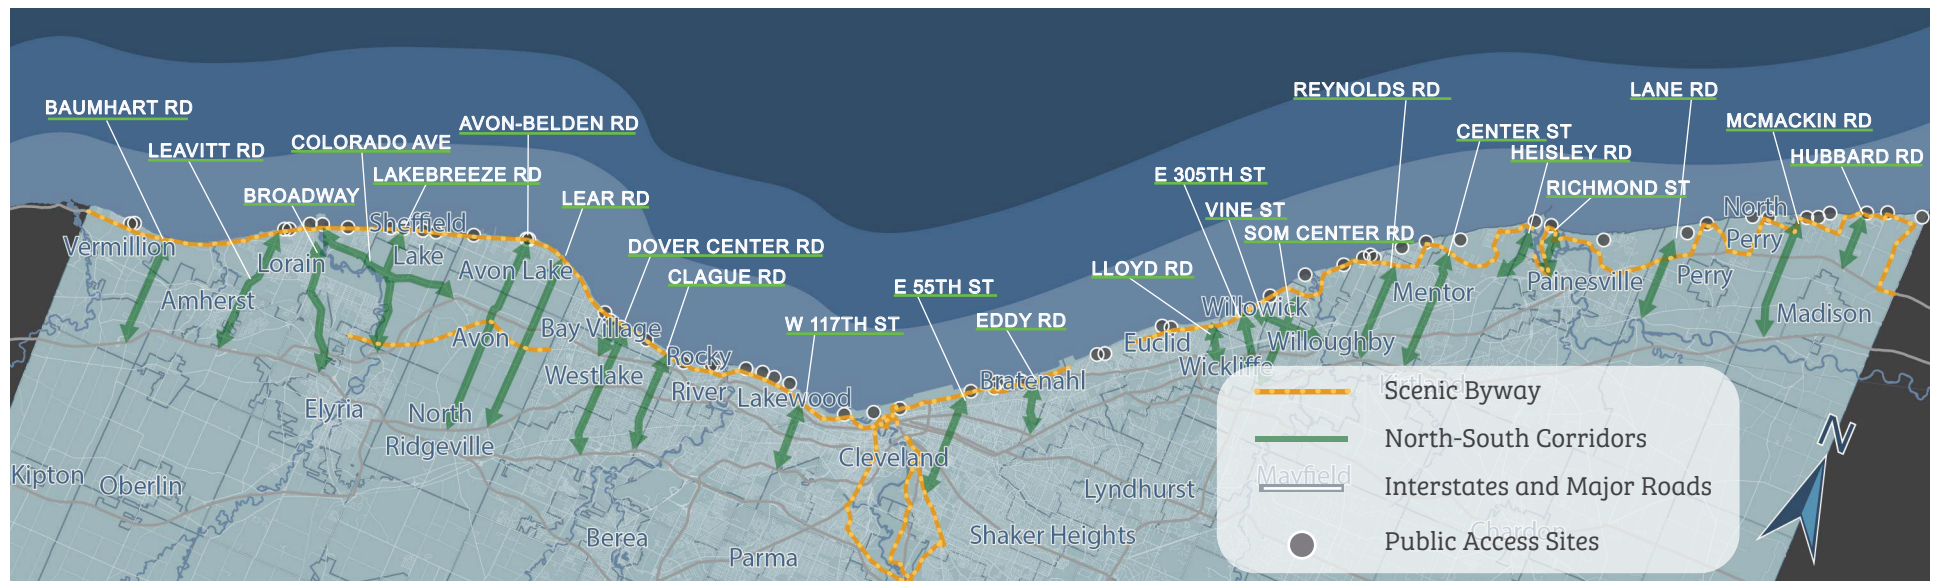 BAUMHART RD
LEAVITT RD
BROADWAY
COLORADO AVE
LAKEBREEZE RD
AVON-BELDEN RD
LEAR RD
DOVER CENTER RD
CLAGUE RD
W 117TH ST
E 55TH ST
EDDY RD
LLOYD RD
E 305TH ST
VINE ST
SOM CENTER RD
REYNOLDS RD
CENTER ST
HEISLEY RD
RICHMOND ST
LANE RD
MCMACKIN RD
HUBBARD RD
Vermillion
Amherst
Lorain
Sheffield
Lake
Avon Lake
Avon
Bay Village
Westlake
Elyria
North
Ridgeville
Kipton
Oberlin
Rocky
River
Lakewood
Berea
Parma
Cleveland
Bratenahl
Shaker Heights
Lyndhurst
Euclid
Wickliffe
Willowick
Willoughby
Mentor
Painesville
Perry
North
Perry
Madison
Mayfield
Chardon
Scenic Byway
North-South Corridors
Interstates and Major Roads
Public Access Sites
N